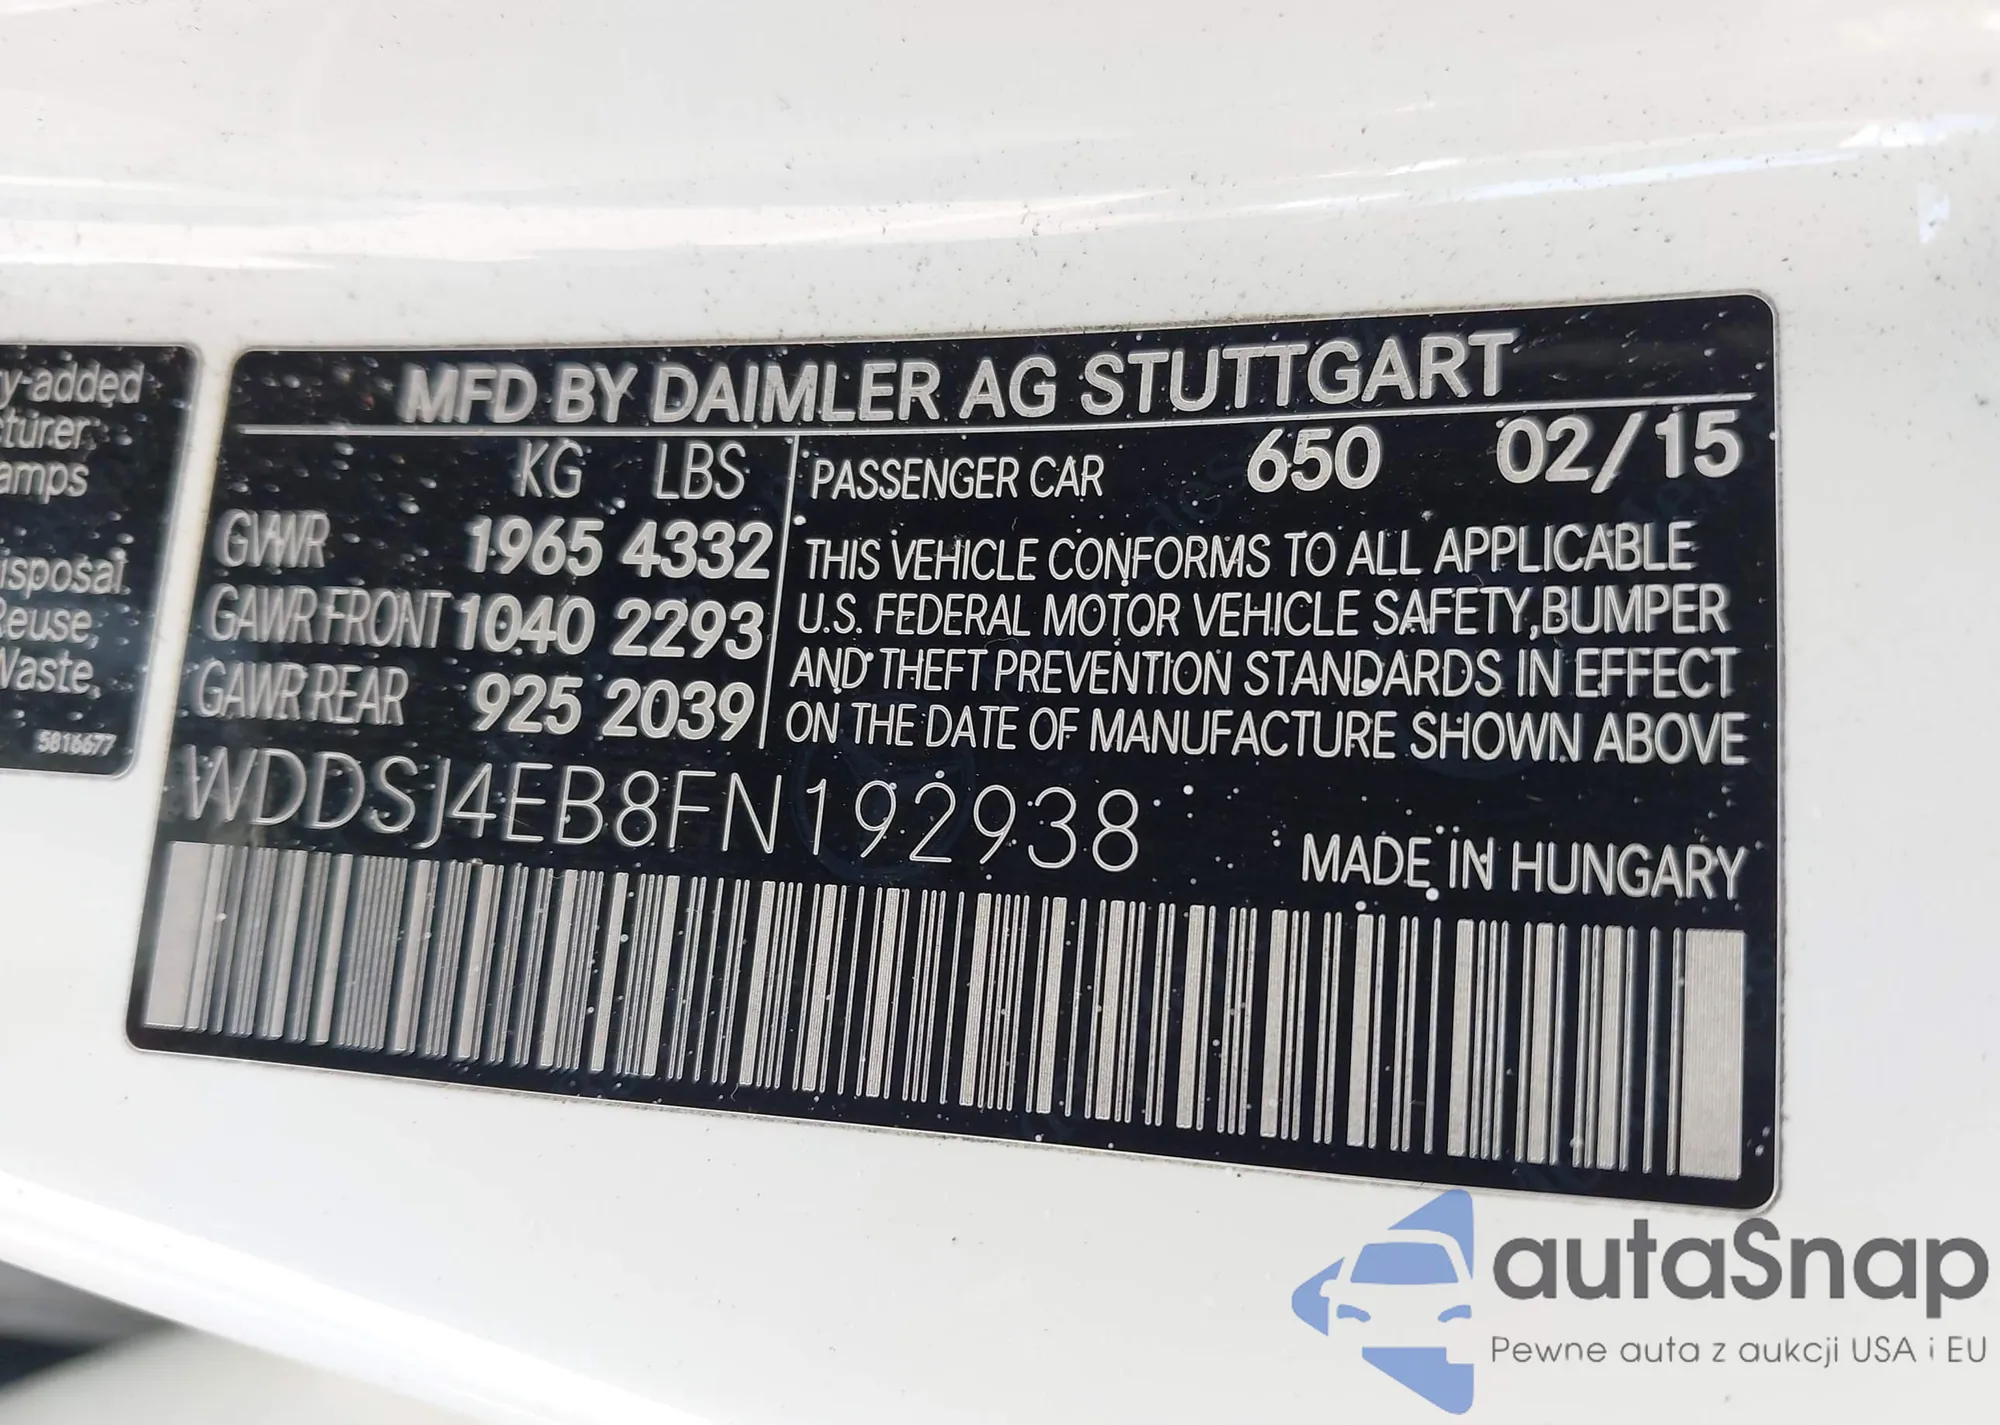 y-added
cturer
amps
isposal.
Reuse,
Waste,
5816677
MFD BY DAIMLER AG STUTTGART
KG LBS
GVWR 1965 4332
GAWR FRONT 1040 2293
GAWR REAR 925 2039
PASSENGER CAR 650 02/15
THIS VEHICLE CONFORMS TO ALL APPLICABLE
U.S. FEDERAL MOTOR VEHICLE SAFETY, BUMPER
AND THEFT PREVENTION STANDARDS IN EFFECT
ON THE DATE OF MANUFACTURE SHOWN ABOVE
WDDSJ4EB8FN192938
MADE IN HUNGARY
autaSnap
Pewne auta z aukcji USA i EU